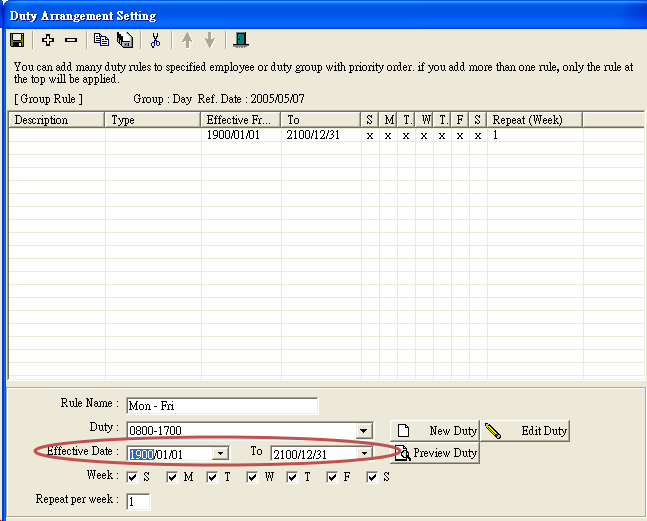 Duty Arrangement Setting
You can add many duty rules to specified employee or duty group with priority order. if you add more than one rule, only the rule at
the top will be applied.
[ Group Rule ] Group : Day Ref. Date : 2005/05/07
Description Type Effective Fr... To S M T. W T. F S Repeat (Week)
1900/01/01 2100/12/31 x x x x x x x 1
Rule Name : Mon - Fri
Duty : 0800-1700 New Duty Edit Duty
Effective Date : 1900/01/01 To 2100/12/31 Preview Duty
Week : S M T W T F S
Repeat per week : 1